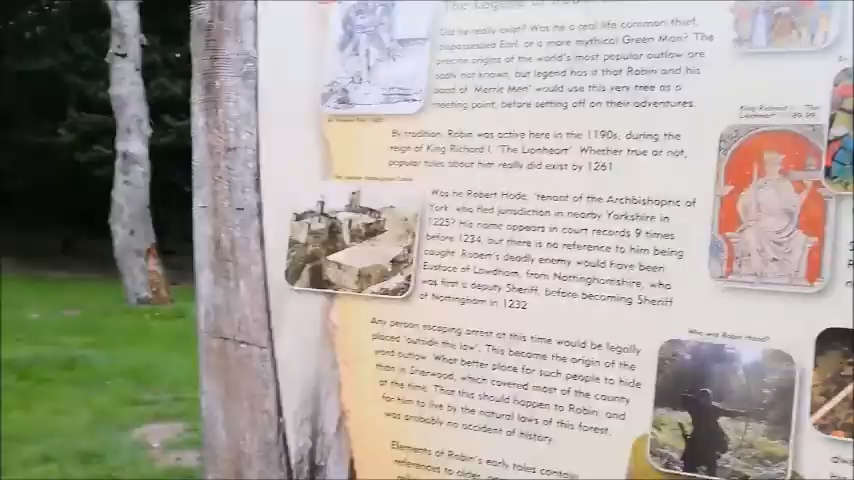 The Legend of
Did he really exist? Was he a real life common thief,
dispossessed Earl, or a more mythical 'Green Man'? The
precise origins of the world's most popular outlaw are
sadly not known, but legend has it that Robin and his
band of 'Merrie Men' would use this very tree as a
meeting point, before setting off on their adventures.
By tradition, Robin was active here in the 1190s, during the
reign of King Richard I, 'The Lionheart'. Whether true or not,
popular tales about him really did exist by 1261
King Richard I, 'The
Lionheart'
Was he Robert Hode, 'tenant of the Archbishopric of
York' who fled jurisdiction in nearby Yorkshire in
1225? His name appears in court records 9 times
before 1234, but there is no reference to him being
caught. Robert's deadly enemy would have been
Eustace of Lowdham, from Nottinghamshire, who
was first a deputy Sheriff, before becoming Sheriff
of Nottingham in 1232
Any person escaping arrest at this time would be legally
placed 'outside the law'. This became the origin of the
word outlaw. What better place for such people to hide
than in Sherwood, which covered most of the county
at the time. That this should happen to Robin, and
for him to live by the natural laws of this forest,
was probably no accident of history.
Who was Robin Hood?
Elements of Robin's early tales
references to older